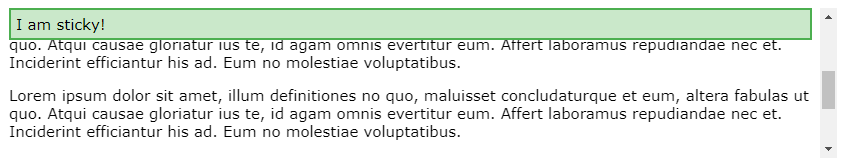 I am sticky!
quo. Atqui causae gloriatur ius te, id agam omnis evertitur eum. Affert laboramus repudiandae nec et.
Inciderint efficiantur his ad. Eum no molestiae voluptatibus.
Lorem ipsum dolor sit amet, illum definitiones no quo, maluisset concludaturque et eum, altera fabulas ut
quo. Atqui causae gloriatur ius te, id agam omnis evertitur eum. Affert laboramus repudiandae nec et.
Inciderint efficiantur his ad. Eum no molestiae voluptatibus.